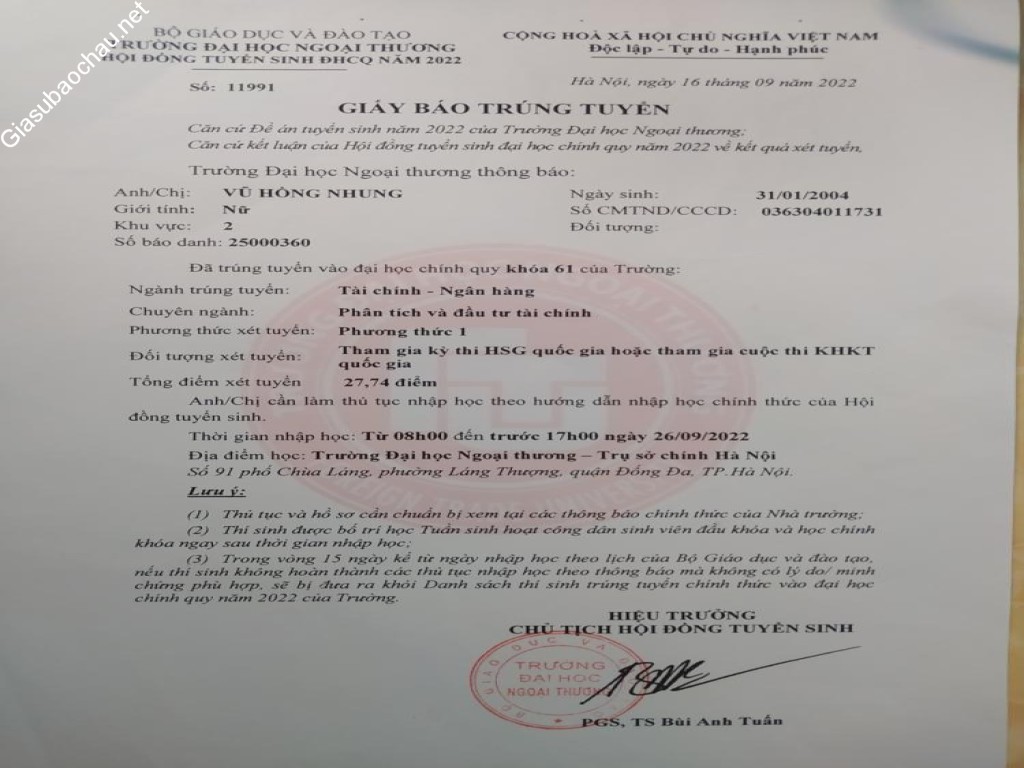 Giasubaochau.net
BỘ GIÁO DỤC VÀ ĐÀO TẠO
TRƯỜNG ĐẠI HỌC NGOẠI THƯƠNG
HỘI ĐỒNG TUYỂN SINH ĐHCQ NĂM 2022
Số: 11991
CỘNG HOÀ XÃ HỘI CHỦ NGHĨA VIỆT NAM
Độc lập - Tự do - Hạnh phúc
Hà Nội, ngày 16 tháng 09 năm 2022
GIẤY BÁO TRÚNG TUYỂN
Căn cứ Đề án tuyển sinh năm 2022 của Trường Đại học Ngoại thương;
Căn cứ kết luận của Hội đồng tuyển sinh đại học chính quy năm 2022 về kết quả xét tuyển,
Trường Đại học Ngoại thương thông báo:
Anh/Chị: VŨ HỒNG NHUNG Ngày sinh: 31/01/2004
Giới tính: Nữ Số CMTND/CCCD: 036304011731
Khu vực: 2 Đối tượng:
Số báo danh: 25000360
Đã trúng tuyển vào đại học chính quy khóa 61 của Trường:
Ngành trúng tuyển: Tài chính - Ngân hàng
Chuyên ngành: Phân tích và đầu tư tài chính
Phương thức xét tuyển: Phương thức 1
Đối tượng xét tuyển: Tham gia kỳ thi HSG quốc gia hoặc tham gia cuộc thi KHKT
quốc gia
Tổng điểm xét tuyển 27,74 điểm
Anh/Chị cần làm thủ tục nhập học theo hướng dẫn nhập học chính thức của Hội
đồng tuyển sinh.
Thời gian nhập học: Từ 08h00 đến trước 17h00 ngày 26/09/2022
Địa điểm học: Trường Đại học Ngoại thương – Trụ sở chính Hà Nội
Số 91 phố Chùa Láng, phường Láng Thượng, quận Đống Đa, TP.Hà Nội.
Lưu ý:
(1) Thủ tục và hồ sơ cần chuẩn bị xem tại các thông báo chính thức của Nhà trường;
(2) Thí sinh được bố trí học Tuần sinh hoạt công dân sinh viên đầu khóa và học chính
khóa ngay sau thời gian nhập học;
(3) Trong vòng 15 ngày kể từ ngày nhập học theo lịch của Bộ Giáo dục và đào tạo,
nếu thí sinh không hoàn thành các thủ tục nhập học theo thông báo mà không có lý do/ minh
chứng phù hợp, sẽ bị đưa ra khỏi Danh sách thí sinh trúng tuyển chính thức vào đại học
chính quy năm 2022 của Trường.
HIỆU TRƯỞNG
CHỦ TỊCH HỘI ĐỒNG TUYỂN SINH
TRƯỜNG
ĐẠI HỌC
NGOẠI THƯƠNG
PGS, TS Bùi Anh Tuấn